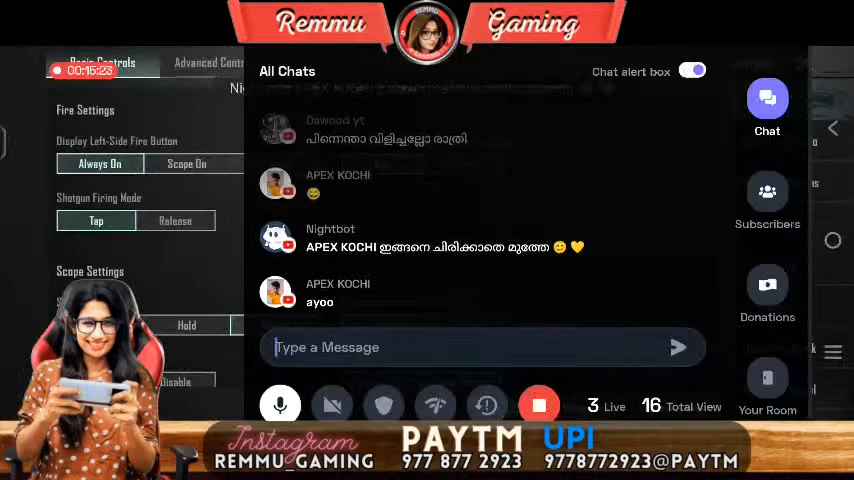 Remmu
Gaming
REMMU
GAMING
Basic Controls
Advanced Contr
00:15:23
All Chats
Chat alert box
Fire Settings
Dawood yt
പിന്നെന്താ വിളിച്ചല്ലോ രാത്രി
Display Left-Side Fire Button
Always On
Scope On
Chat
APEX KOCHI
😂
Shotgun Firing Mode
Tap
Release
Subscribers
Nightbot
APEX KOCHI ഇങ്ങനെ ചിരിക്കാതെ മുത്തേ 😊 💛
Scope Settings
APEX KOCHI
ayoo
Donations
Hold
Type a Message
Disable
3 Live
16 Total View
Your Room
Instagram
REMMU_GAMING
PAYTM UPI
977 877 2923
9778772923@PAYTM